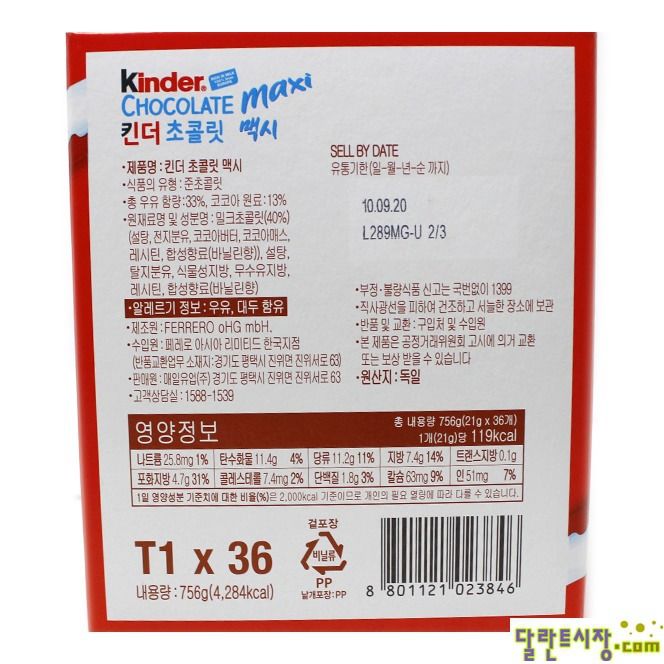 Kinder
CHOCOLATE maxi
킨더 초콜릿 맥시
•제품명 : 킨더 초콜릿 맥시
•식품의 유형 : 준초콜릿
•총 우유 함량:33%, 코코아 원료:13%
•원재료명 및 성분명 : 밀크초콜릿(40%)
(설탕, 전지분유, 코코아버터, 코코아매스,
레시틴, 합성향료(바닐린향)), 설탕,
탈지분유, 식물성지방, 무수유지방,
레시틴, 합성향료(바닐린향)
•알레르기 정보 : 우유, 대두 함유
•제조원 : FERRERO oHG mbH.
•수입원 : 페레로 아시아 리미티드 한국지점
(반품교환업무 소재지:경기도 평택시 진위면 진위서로 63)
•판매원 : 매일유업(주) 경기도 평택시 진위면 진위서로 63
•고객상담실 : 1588-1539
SELL BY DATE
유통기한(일-월-년-순 까지)
10.09.20
L289MG-U 2/3
•부정·불량식품 신고는 국번없이 1399
•직사광선을 피하여 건조하고 서늘한 장소에 보관
•반품 및 교환 : 구입처 및 수입원
•본 제품은 공정거래위원회 고시에 의거 교환
또는 보상 받을 수 있습니다
•원산지 : 독일
영양정보
총 내용량 756g(21g x 36개)
1개(21g)당 119kcal
나트륨 25.8mg 1% 탄수화물 11.4g 4% 당류 11.2g 11% 지방 7.4g 14% 트랜스지방 0.1g
포화지방 4.7g 31% 콜레스테롤 7.4mg 2% 단백질 1.8g 3% 칼슘 63mg 9% 인 51mg 7%
1일 영양성분 기준치에 대한 비율(%)은 2,000kcal 기준이므로 개인의 필요 열량에 따라 다를 수 있습니다.
T1 x 36
내용량 : 756g(4,284kcal)
겉포장
비닐류
PP
낱개포장:PP
8 801121 023846
달란트시장.com